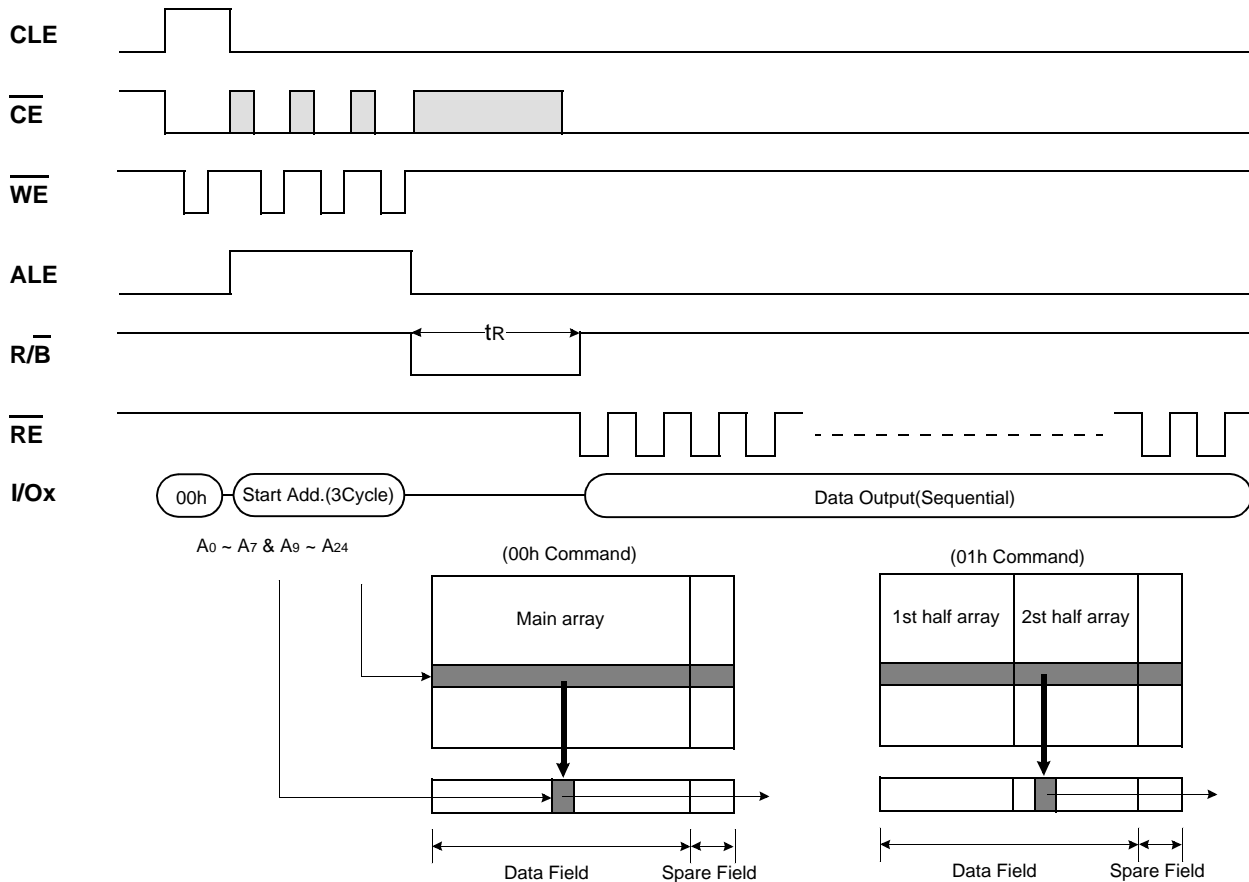 CLE
CE
WE
ALE
R/B
tR
RE
I/Ox
00h
Start Add.(3Cycle)
Data Output(Sequential)
A0 ~ A7 & A9 ~ A24
(00h Command)
(01h Command)
Main array
1st half array
2st half array
Data Field
Spare Field
Data Field
Spare Field